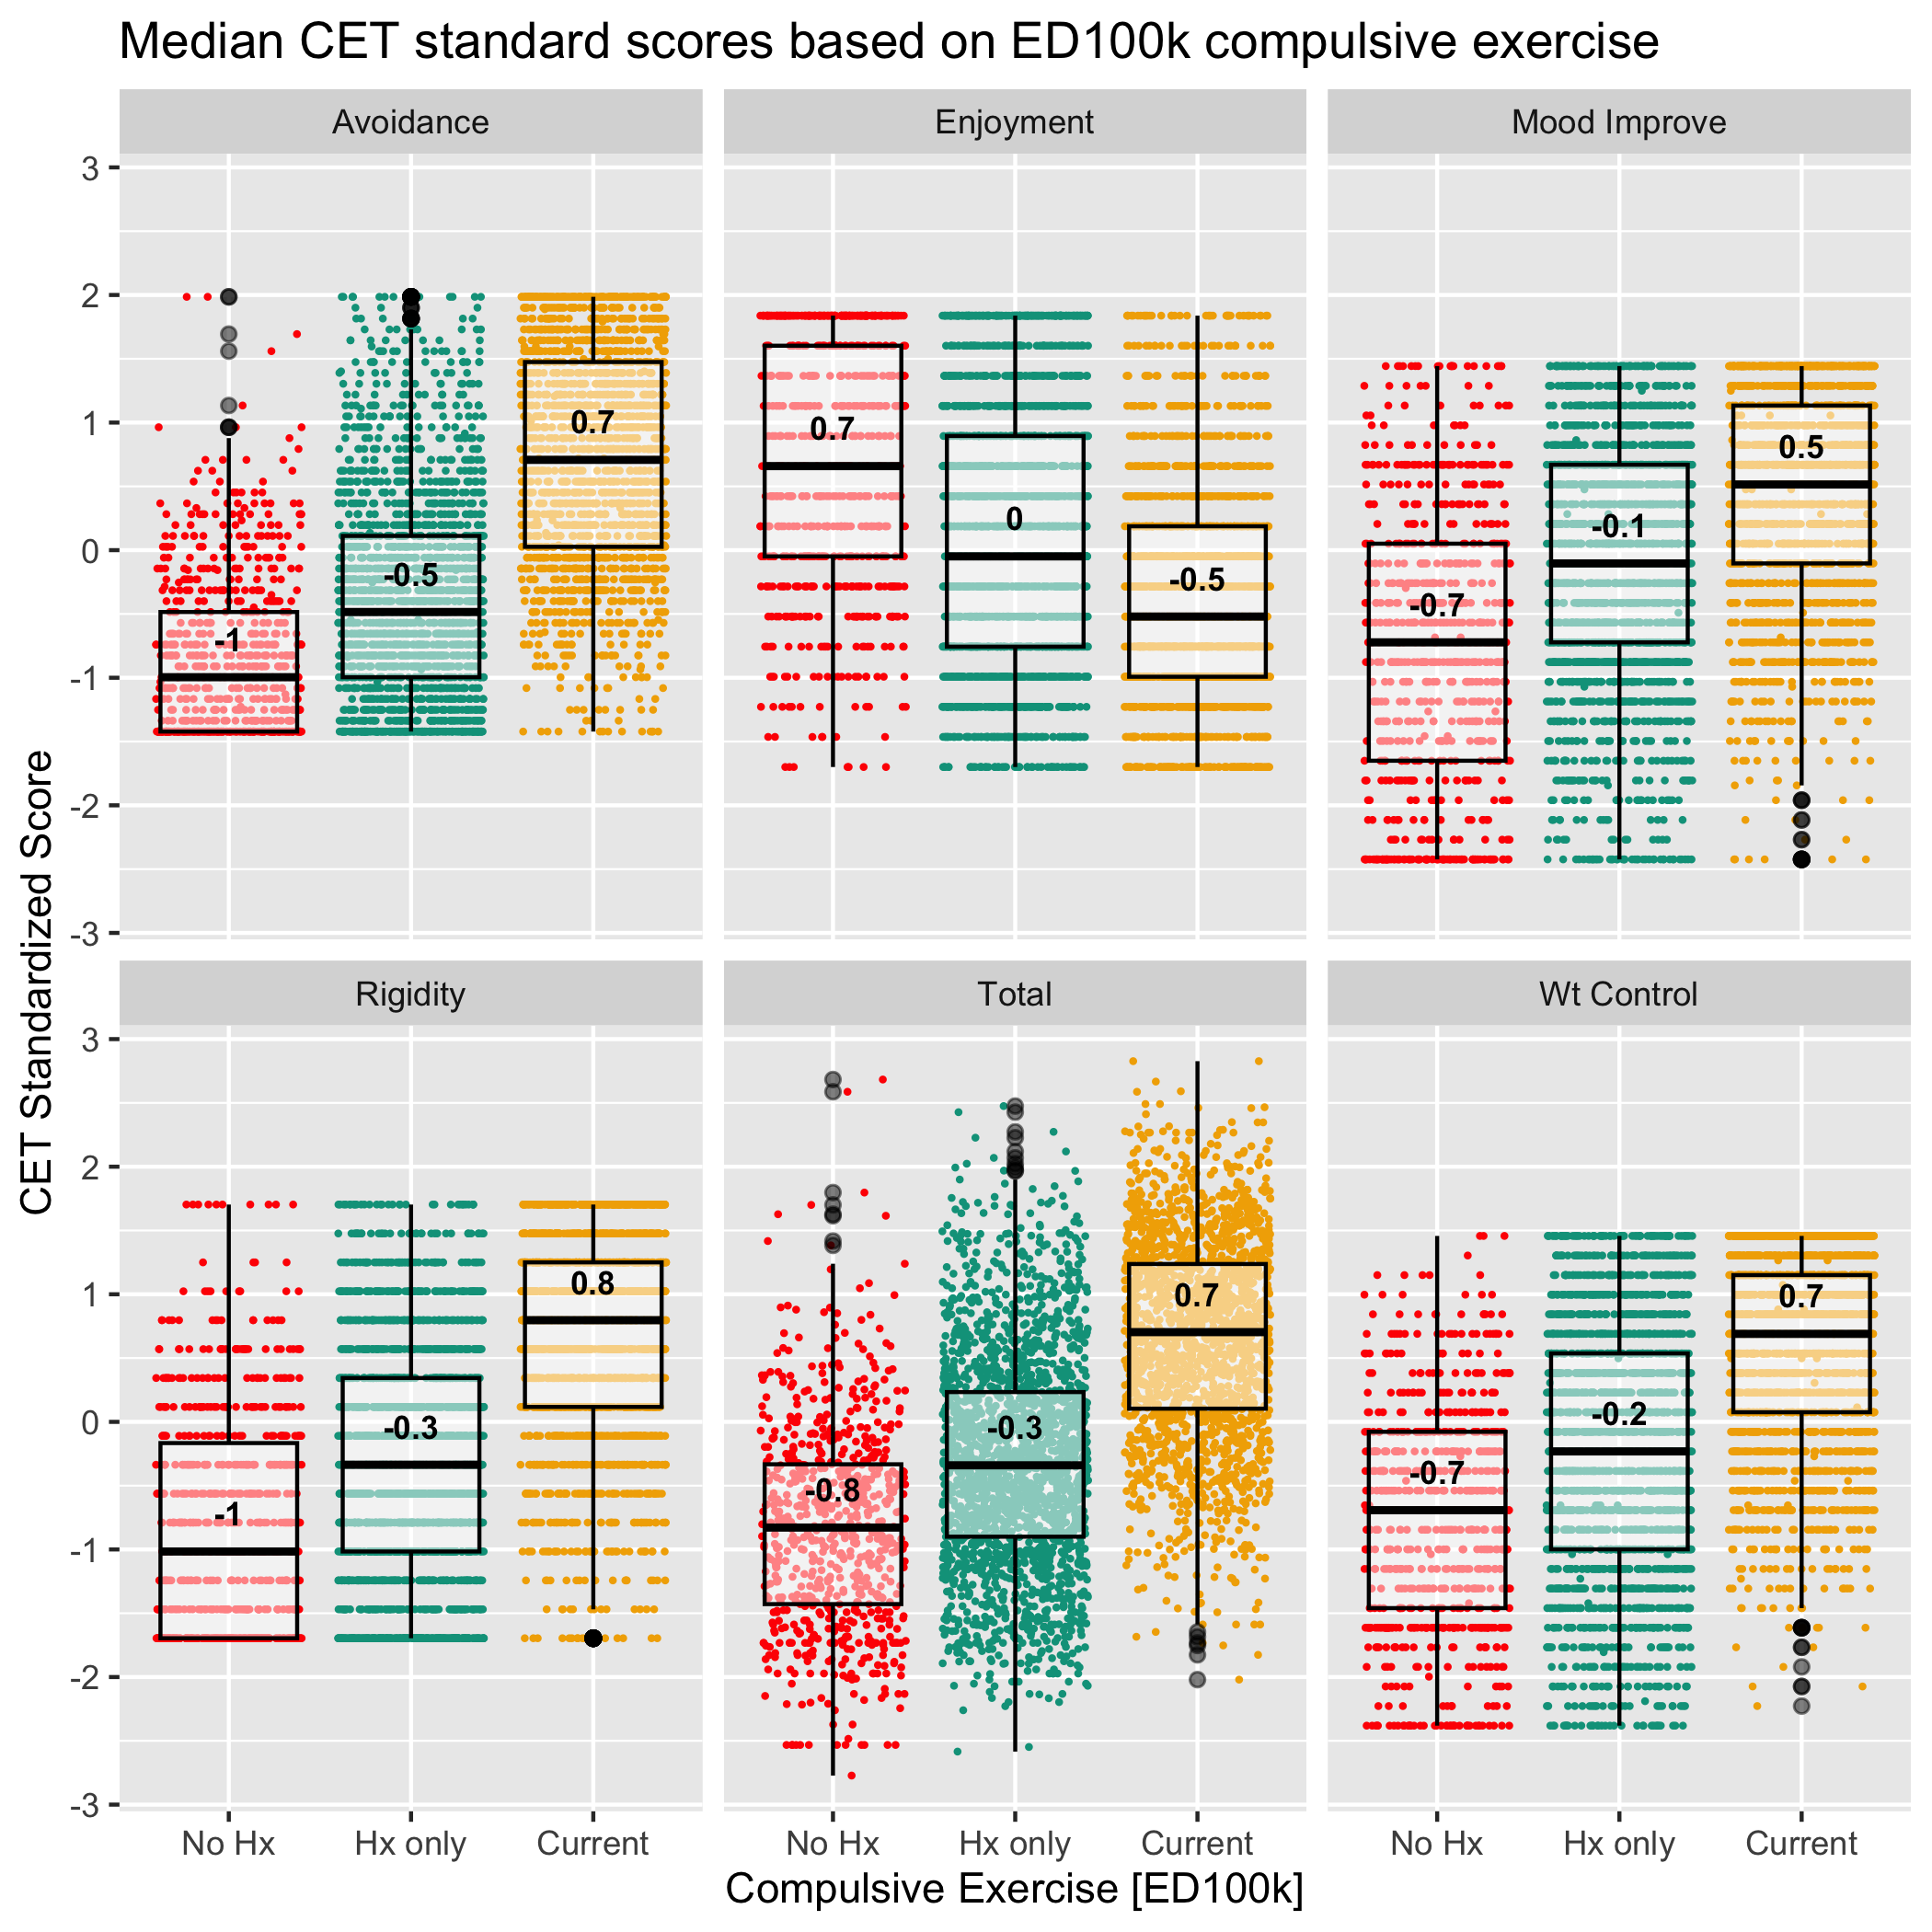 Median CET standard scores based on ED100k compulsive exercise
Avoidance Enjoyment Mood Improve
CET Standardized Score
3
2
1
0
-1
-2
-3
-1 -0.5 0.7
0.7 0 -0.5
-0.7 -0.1 0.5
Rigidity Total Wt Control
3
2
1
0
-1
-2
-3
-1 -0.3 0.8
-0.8 -0.3 0.7
-0.7 -0.2 0.7
No Hx Hx only Current No Hx Hx only Current No Hx Hx only Current
Compulsive Exercise [ED100k]